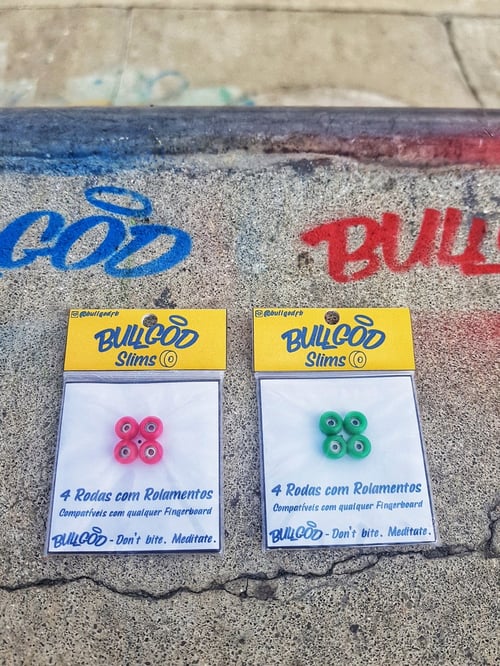 GOD
BULL
@bullgodfb
BULLGOD
Slims
4 Rodas com Rolamentos
Compatíveis com qualquer Fingerboard
BULLGOD - Don't bite. Meditate.
@bullgodfb
BULLGOD
Slims
4 Rodas com Rolamentos
Compatíveis com qualquer Fingerboard
BULLGOD - Don't bite. Meditate.